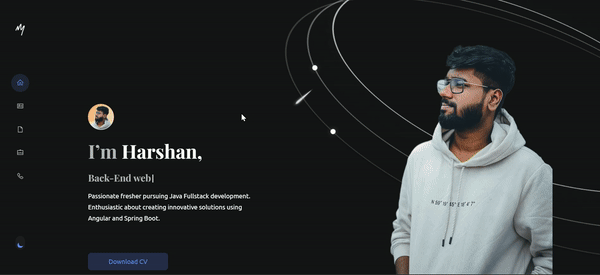 I'm Harshan,
Back-End web|
Passionate fresher pursuing Java Fullstack development.
Enthusiastic about creating innovative solutions using
Angular and Spring Boot.
Download CV